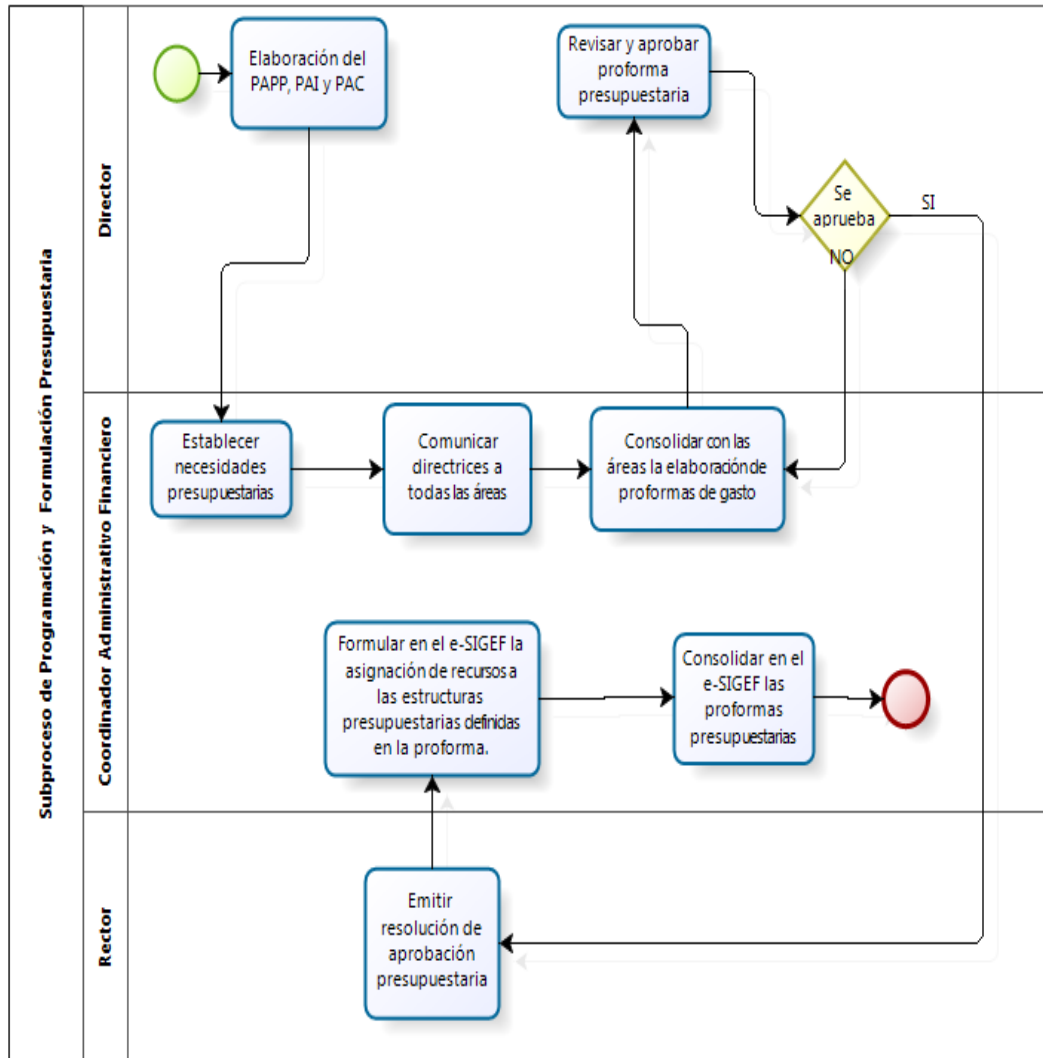 Subproceso de Programación y Formulación Presupuestaria
Director
Elaboración del
PAPP, PAI y PAC
Revisar y aprobar
proforma
presupuestaria
Se
aprueba
SI
NO
Coordinador Administrativo Financiero
Establecer
necesidades
presupuestarias
Comunicar
directrices a
todas las áreas
Consolidar con las
áreas la elaboración de
proformas de gasto
Formular en el e-SIGEF la
asignación de recursos a
las estructuras
presupuestarias definidas
en la proforma.
Consolidar en el
e-SIGEF las
proformas
presupuestarias
Rector
Emitir
resolución de
aprobación
presupuestaria